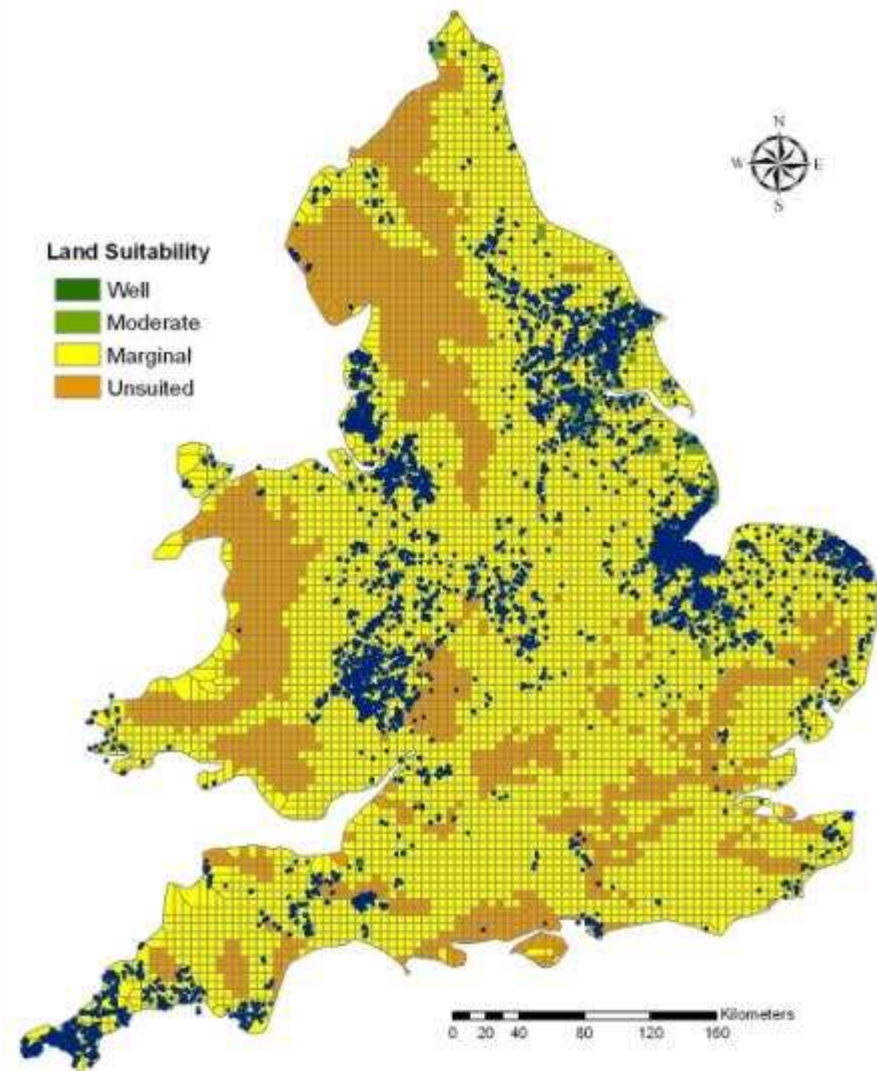 N
W E
S
Land Suitability
Well
Moderate
Marginal
Unsuited
Kilometers
0 20 40 80 120 160